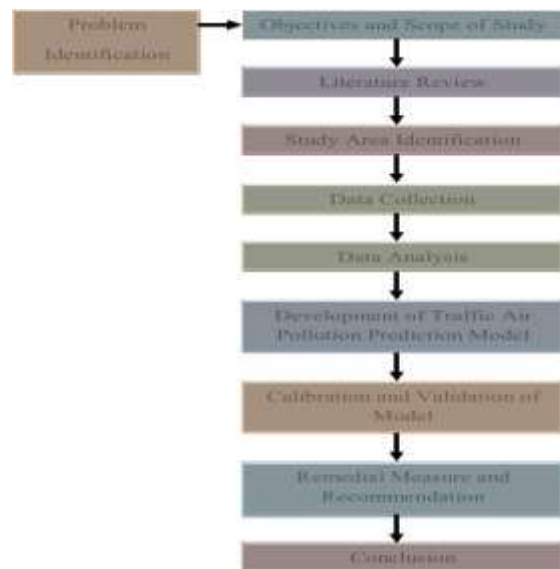 Problem
Identification
Objectives and Scope of Study
Literature Review
Study Area Identification
Data Collection
Data Analysis
Development of Traffic Air
Pollution Prediction Model
Calibration and Validation of
Model
Remedial Measure and
Recommendation
Conclusion